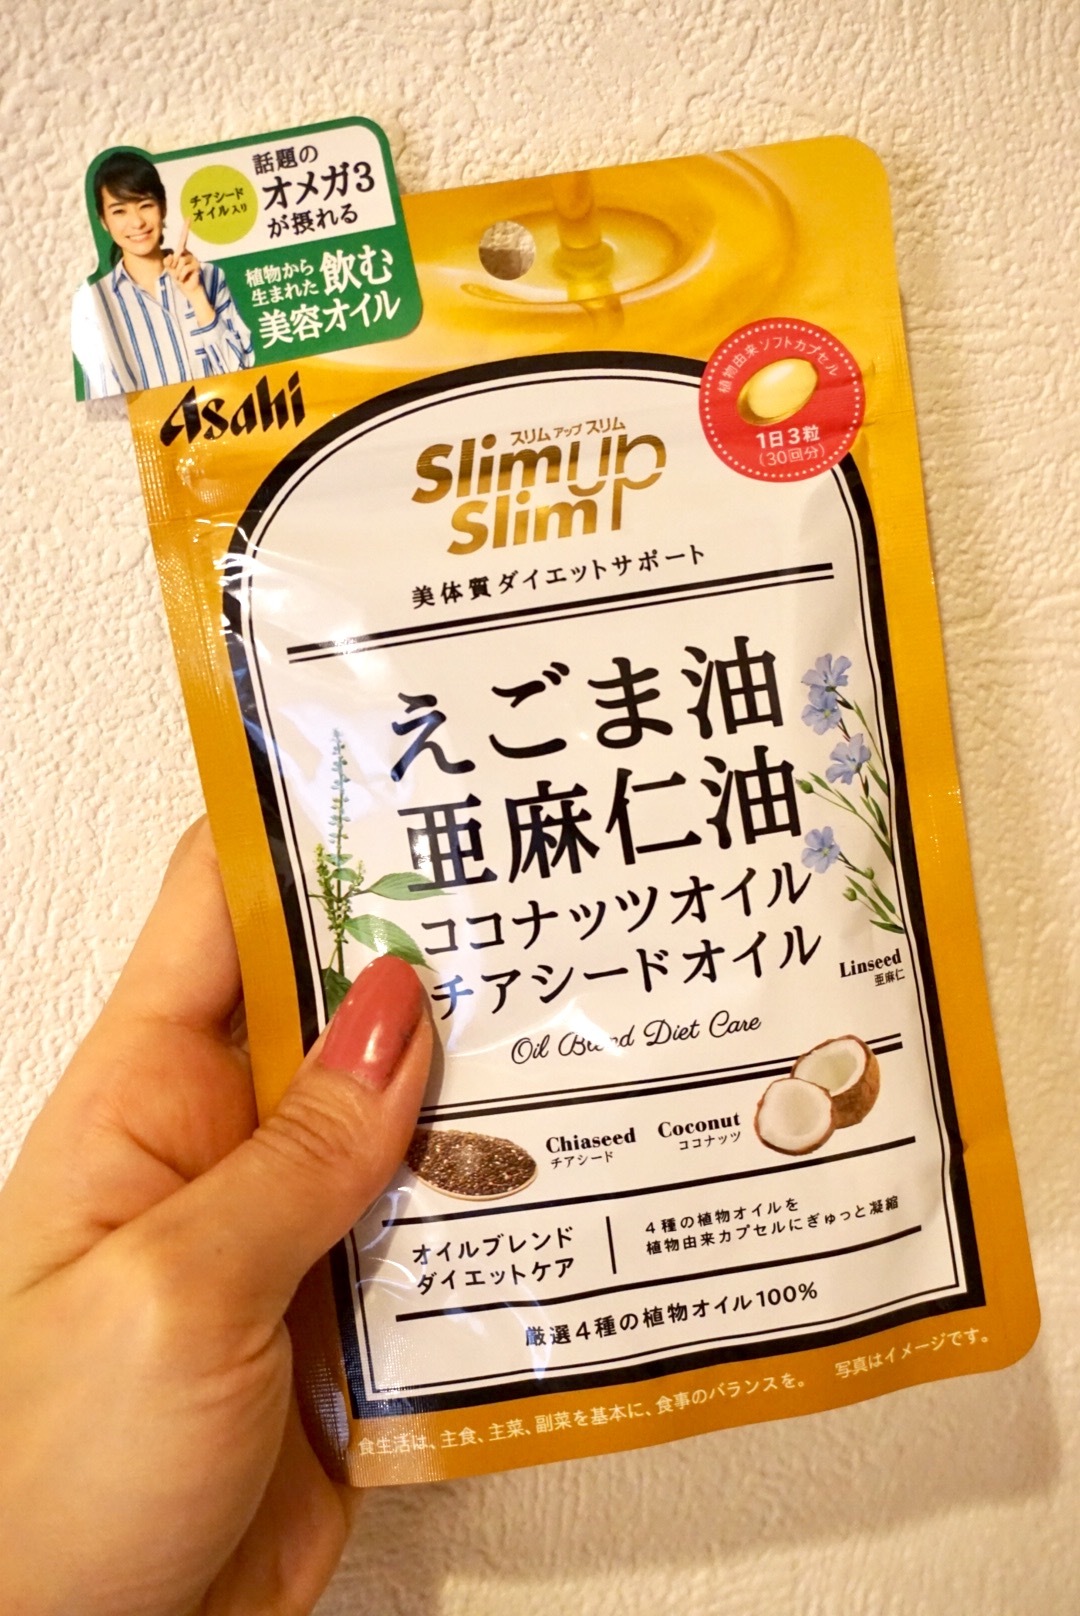 話題の
オメガ3
が摂れる
チアシード
オイル入り
植物から
生まれた
飲む
美容オイル
Asahi
スリムアップスリム
Slim up
Slim
植物由来ソフトカプセル
1日3粒
(30回分)
美体質ダイエットサポート
えごま油
亜麻仁油
ココナッツオイル
チアシードオイル
Linseed
亜麻仁
Oil Blend Diet Care
Chiaseed
チアシード
Coconut
ココナッツ
オイルブレンド
ダイエットケア
4種の植物オイルを
植物由来カプセルにぎゅっと凝縮
厳選4種の植物オイル100%
食生活は、主食、主菜、副菜を基本に、食事のバランスを。
写真はイメージです。